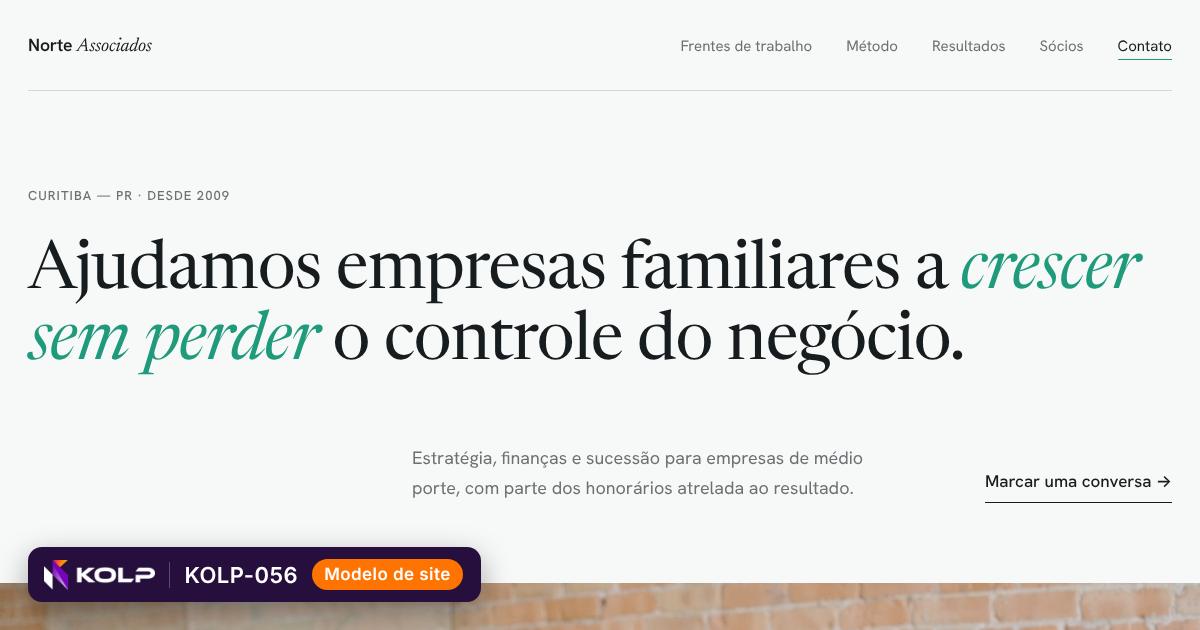 Norte Associados
Frentes de trabalho
Método
Resultados
Sócios
Contato
CURITIBA — PR · DESDE 2009
Ajudamos empresas familiares a crescer
sem perder o controle do negócio.
Estratégia, finanças e sucessão para empresas de médio
porte, com parte dos honorários atrelada ao resultado.
Marcar uma conversa →
KOLP
KOLP-056
Modelo de site